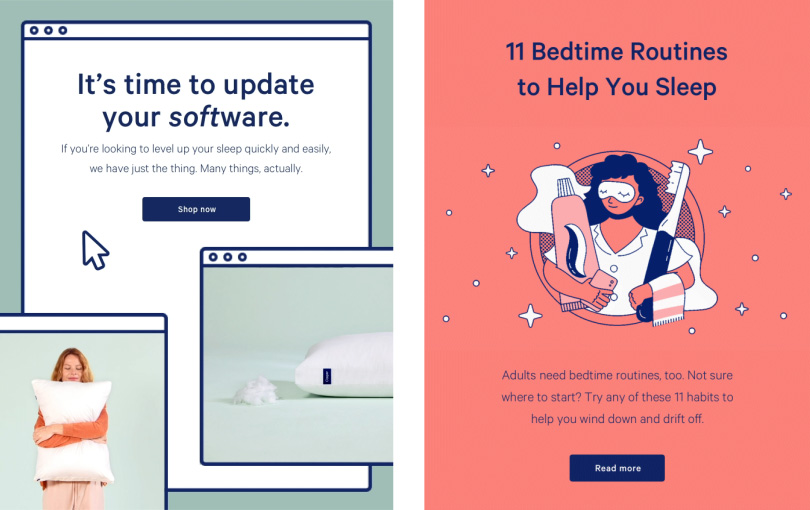 It’s time to update
your software.
If you’re looking to level up your sleep quickly and easily,
we have just the thing. Many things, actually.
Shop now
11 Bedtime Routines
to Help You Sleep
Adults need bedtime routines, too. Not sure
where to start? Try any of these 11 habits to
help you wind down and drift off.
Read more